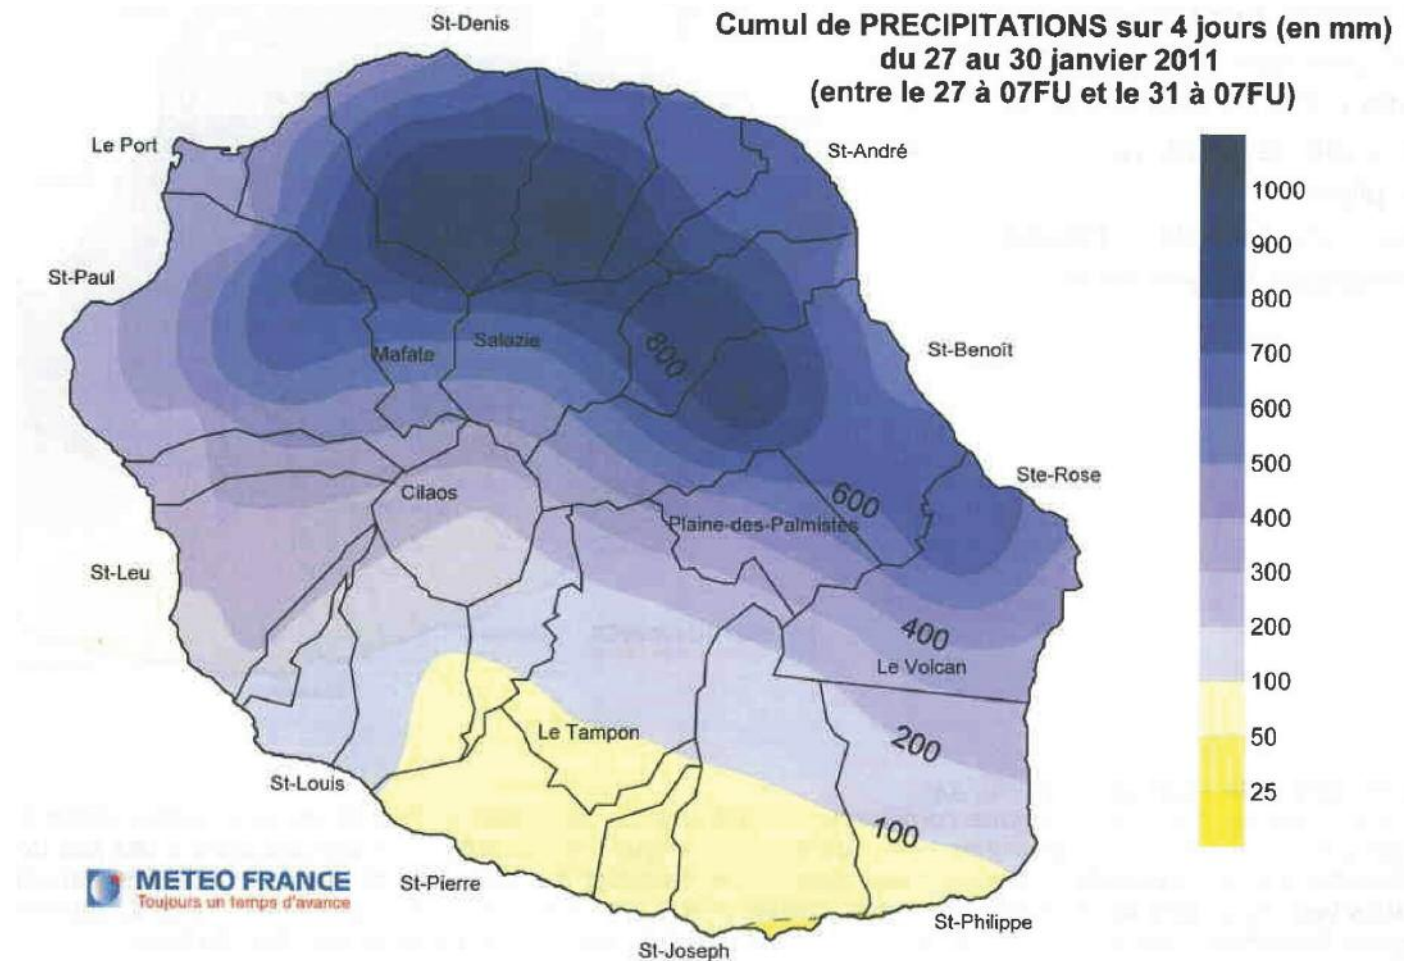 Cumul de PRECIPITATIONS sur 4 jours (en mm)
du 27 au 30 janvier 2011
(entre le 27 à 07FU et le 31 à 07FU)
St-Denis
Le Port
St-André
St-Paul
Mafate
Salazie
800
St-Benoît
Cilaos
600
Plaine-des-Palmistes
Ste-Rose
St-Leu
400
Le Volcan
200
Le Tampon
St-Louis
100
St-Pierre
St-Philippe
St-Joseph
1000
900
800
700
600
500
400
300
200
100
50
25
METEO FRANCE
Toujours un temps d'avance